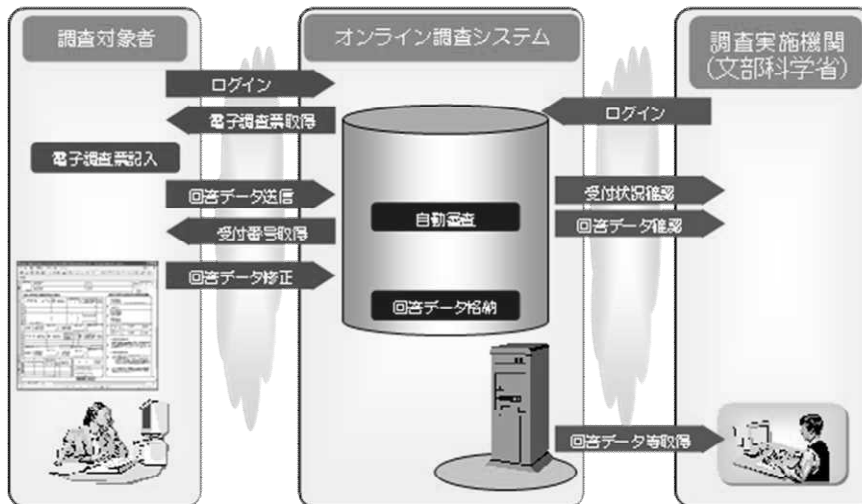 調査対象者
オンライン調査システム
調査実施機関
(文部科学省)
ログイン
電子調査票取得
ログイン
電子調査票記入
回答データ送信
受付番号取得
自動審査
受付状況確認
回答データ確認
回答データ修正
回答データ格納
回答データ等取得